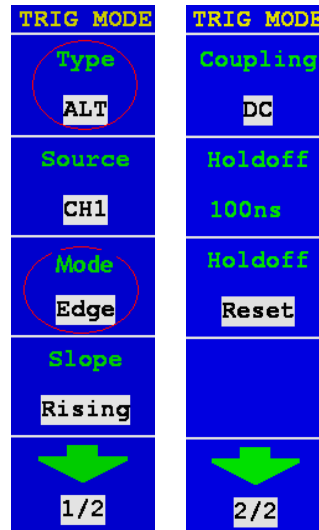 TRIG MODE
Type
ALT
Source
CH1
Mode
Edge
Slope
Rising
1/2
TRIG MODE
Coupling
DC
Holdoff
100ns
Holdoff
Reset
2/2